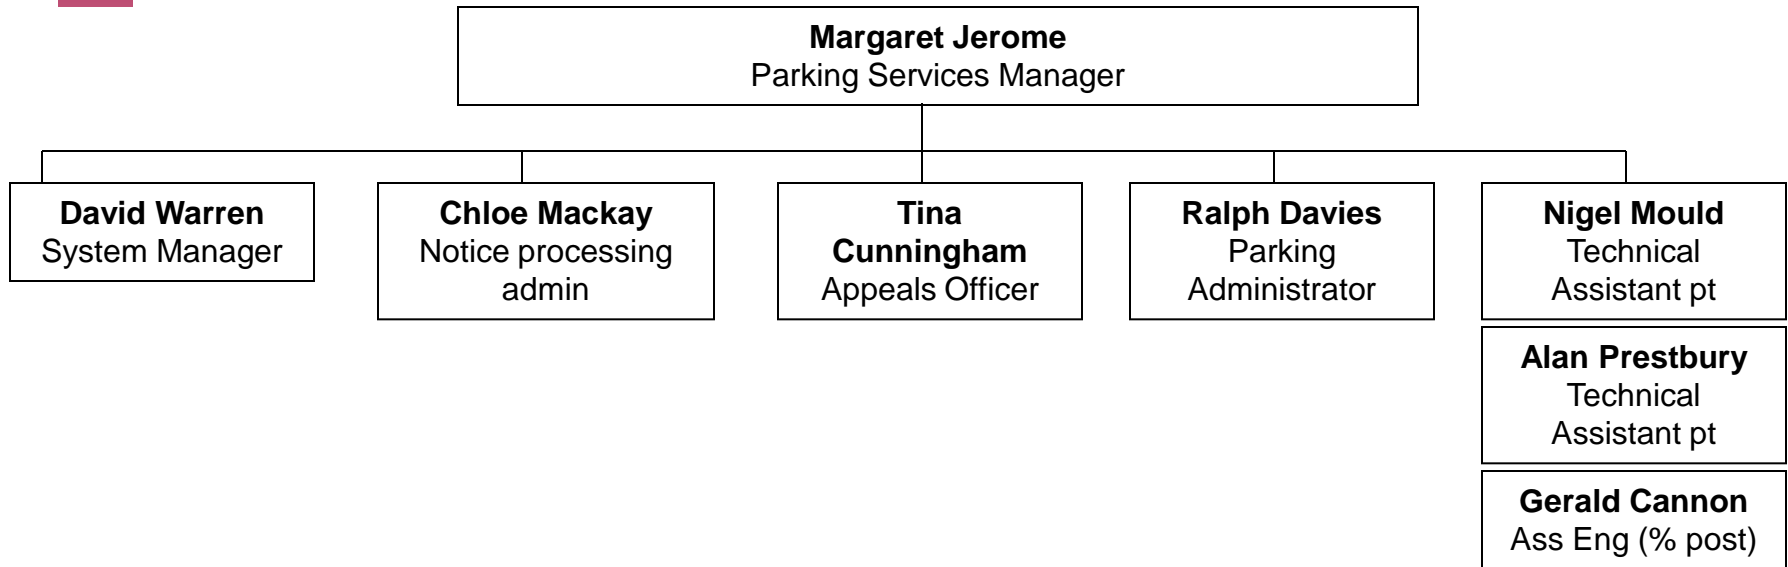 Margaret Jerome
Parking Services Manager
David Warren
System Manager
Chloe Mackay
Notice processing
admin
Tina
Cunningham
Appeals Officer
Ralph Davies
Parking
Administrator
Nigel Mould
Technical
Assistant pt
Alan Prestbury
Technical
Assistant pt
Gerald Cannon
Ass Eng (% post)